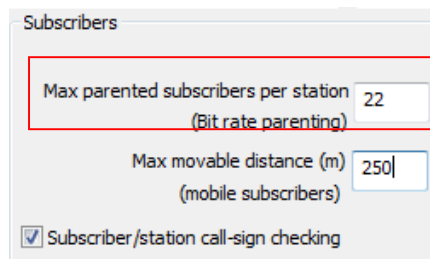 Subscribers
Max parented subscribers per station 22
(Bit rate parenting)
Max movable distance (m) 250
(mobile subscribers)
Subscriber/station call-sign checking